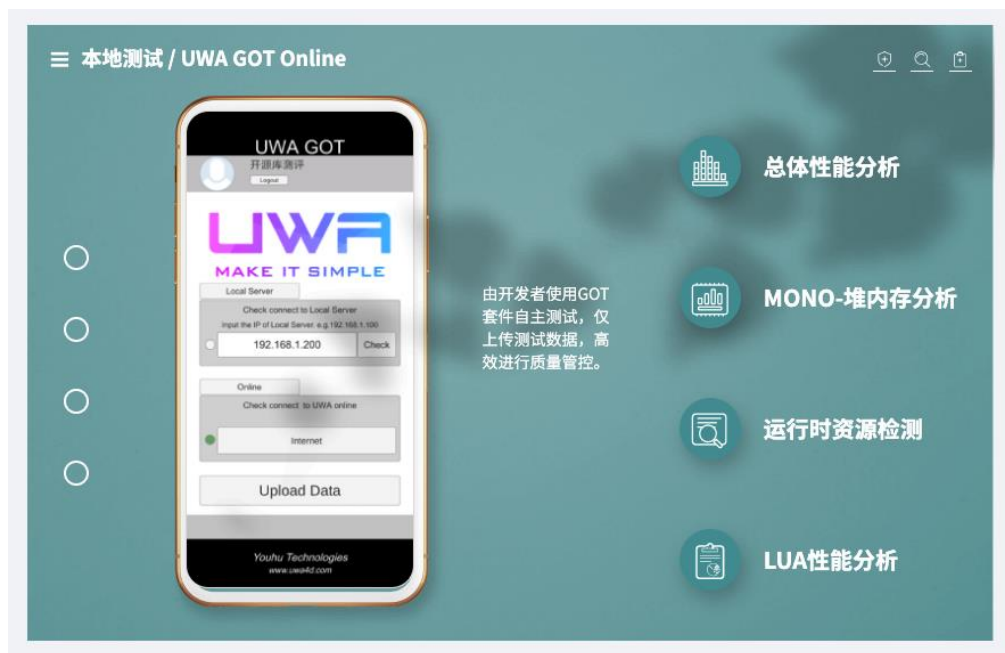 本地测试 / UWA GOT Online
UWA GOT
开源库测评
Logout
UWA
MAKE IT SIMPLE
Local Server
Check connect to Local Server
Input the IP of Local Server. e.g.192.168.1.100
192.168.1.200
Check
Online
Check connect to UWA online
Internet
Upload Data
Youhu Technologies
www.uwa4d.com
由开发者使用GOT
套件自主测试，仅
上传测试数据，高
效进行质量管控。
总体性能分析
MONO-堆内存分析
运行时资源检测
LUA性能分析